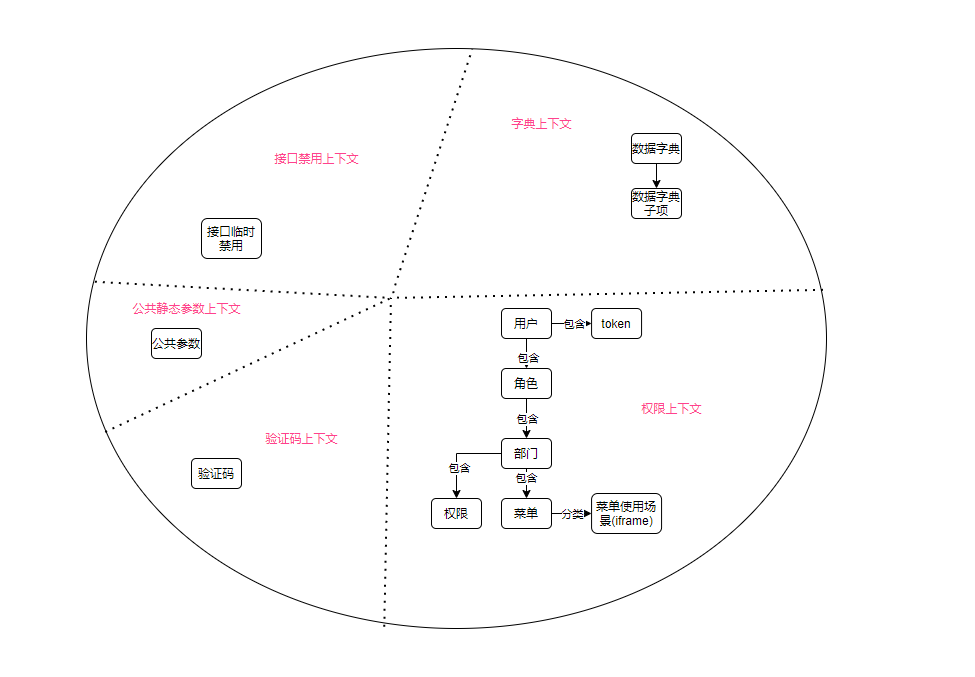 字典上下文
数据字典
接口禁用上下文
数据字典
子项
接口临时
禁用
公共静态参数上下文
公共参数
用户
包含
token
包含
角色
权限上下文
包含
验证码上下文
部门
包含
包含
验证码
权限
菜单
分类
菜单使用场
景(iframe)